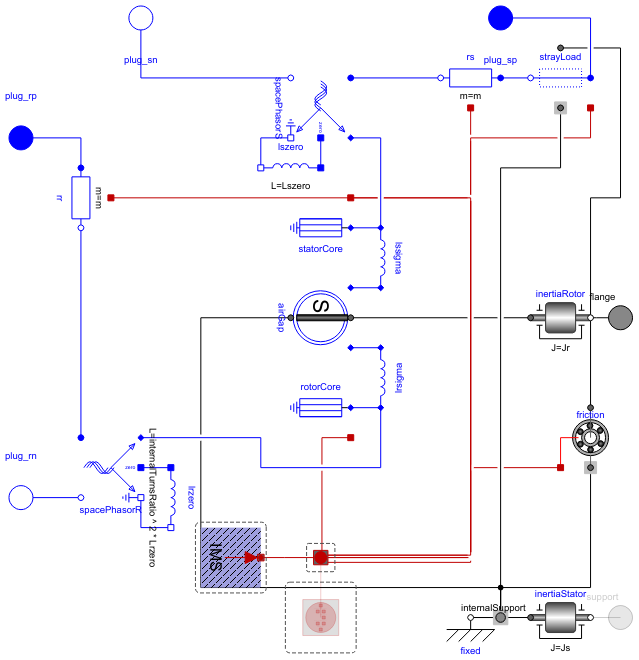 plug_sn
rs
plug_sp
strayLoad
m=m
plug_rp
spacePhasorS
zero
lszero
L=Lszero
rr
m=m
statorCore
lssigma
airGap
S
inertiaRotor
flange
J=Jr
rotorCore
lrsigma
friction
plug_rn
zero
spacePhasorR
lrzero
L=internalTurnsRatio ^ 2 * Lrzero
IMS
internalSupport
inertiaStator
support
fixed
J=Js